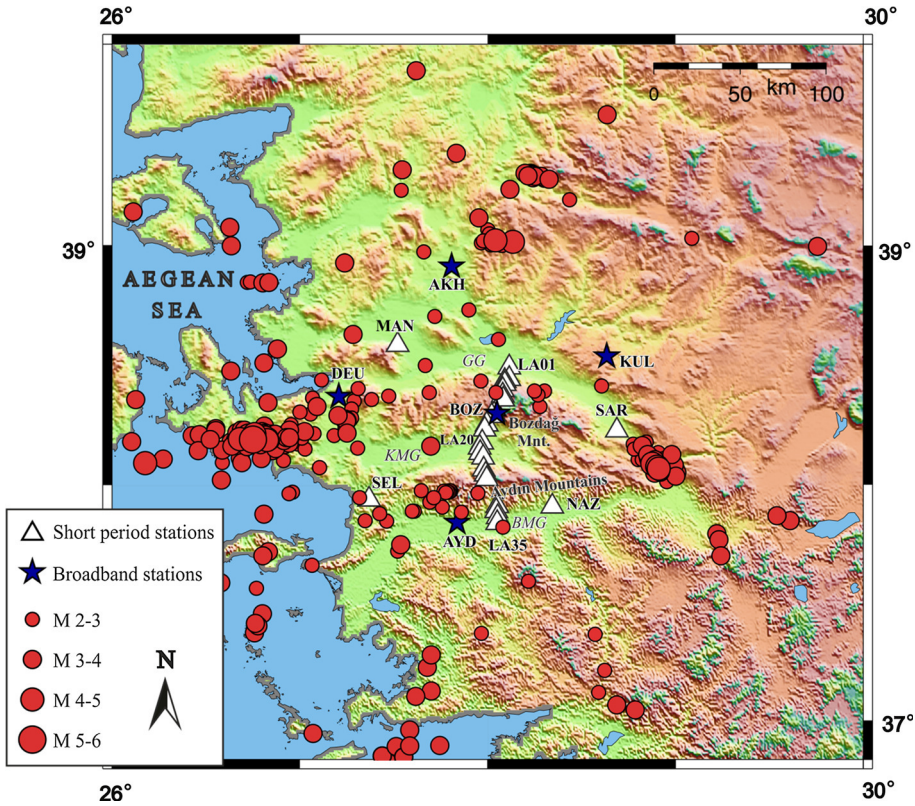 26°
30°
km
0 50 100
39°
39°
AEGEAN
SEA
AKH
MAN
GG
LA01
KUL
DEU
BOZ
SAR
Bozdag
Mnt.
LA20
KMG
SEL
Aydin Mountains
NAZ
BMG
AYD
LA35
Short period stations
Broadband stations
M 2-3
M 3-4
M 4-5
M 5-6
N
37°
26°
30°